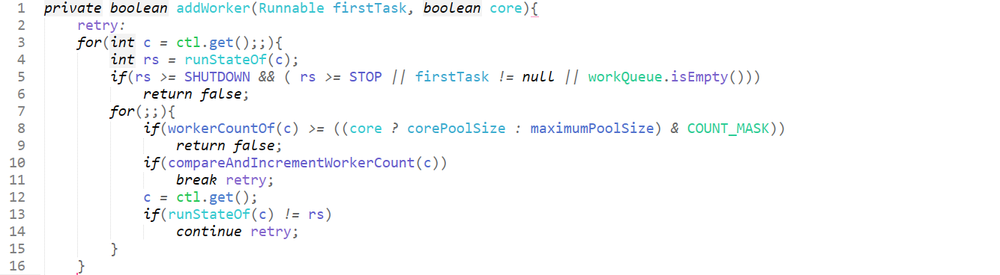 1 private boolean addWorker(Runnable firstTask, boolean core){
2 retry:
3 for(int c = ctl.get();;){
4 int rs = runStateOf(c);
5 if(rs >= SHUTDOWN && ( rs >= STOP || firstTask != null || workQueue.isEmpty()))
6 return false;
7 for(;;){
8 if(workerCountOf(c) >= ((core ? corePoolSize : maximumPoolSize) & COUNT_MASK))
9 return false;
10 if(compareAndIncrementWorkerCount(c))
11 break retry;
12 c = ctl.get();
13 if(runStateOf(c) != rs)
14 continue retry;
15 }
16 }